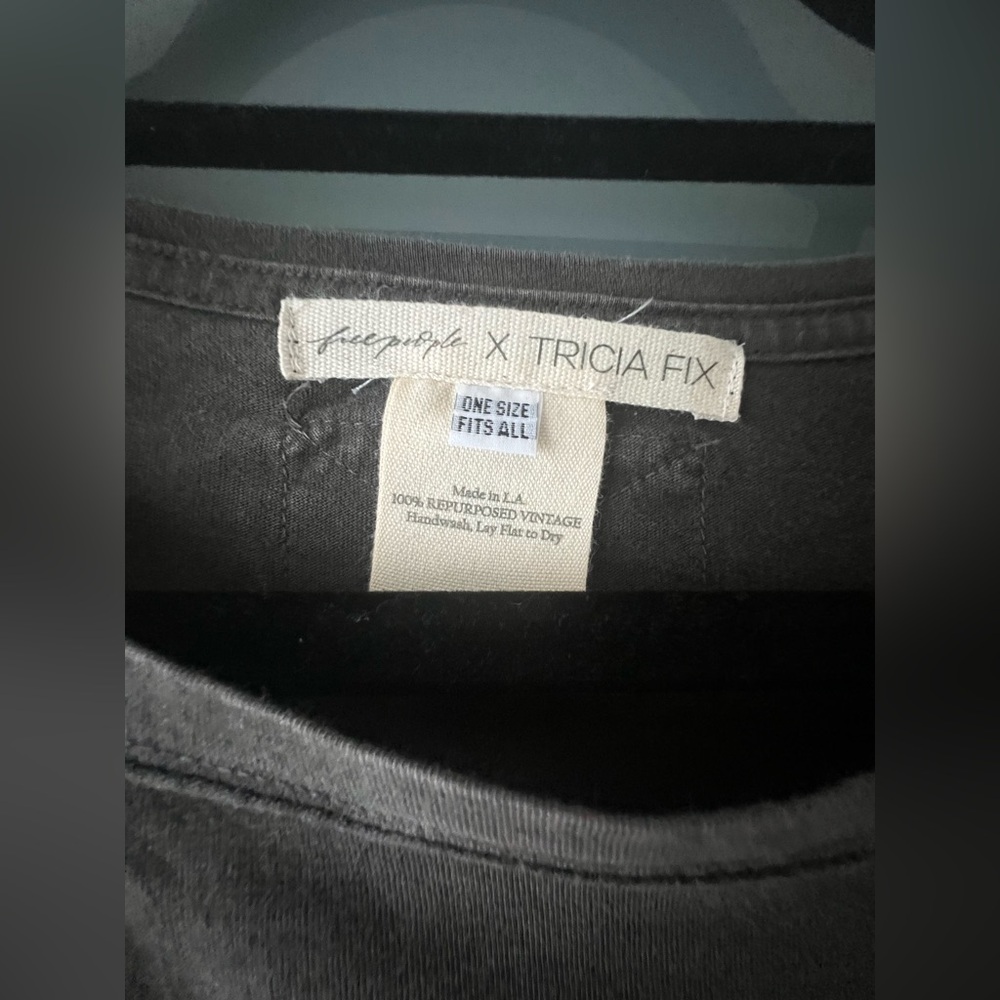 free people X TRICIA FIX
ONE SIZE
FITS ALL
Made in L.A.
100% REPURPOSED VINTAGE
Handwash, Lay Flat to Dry